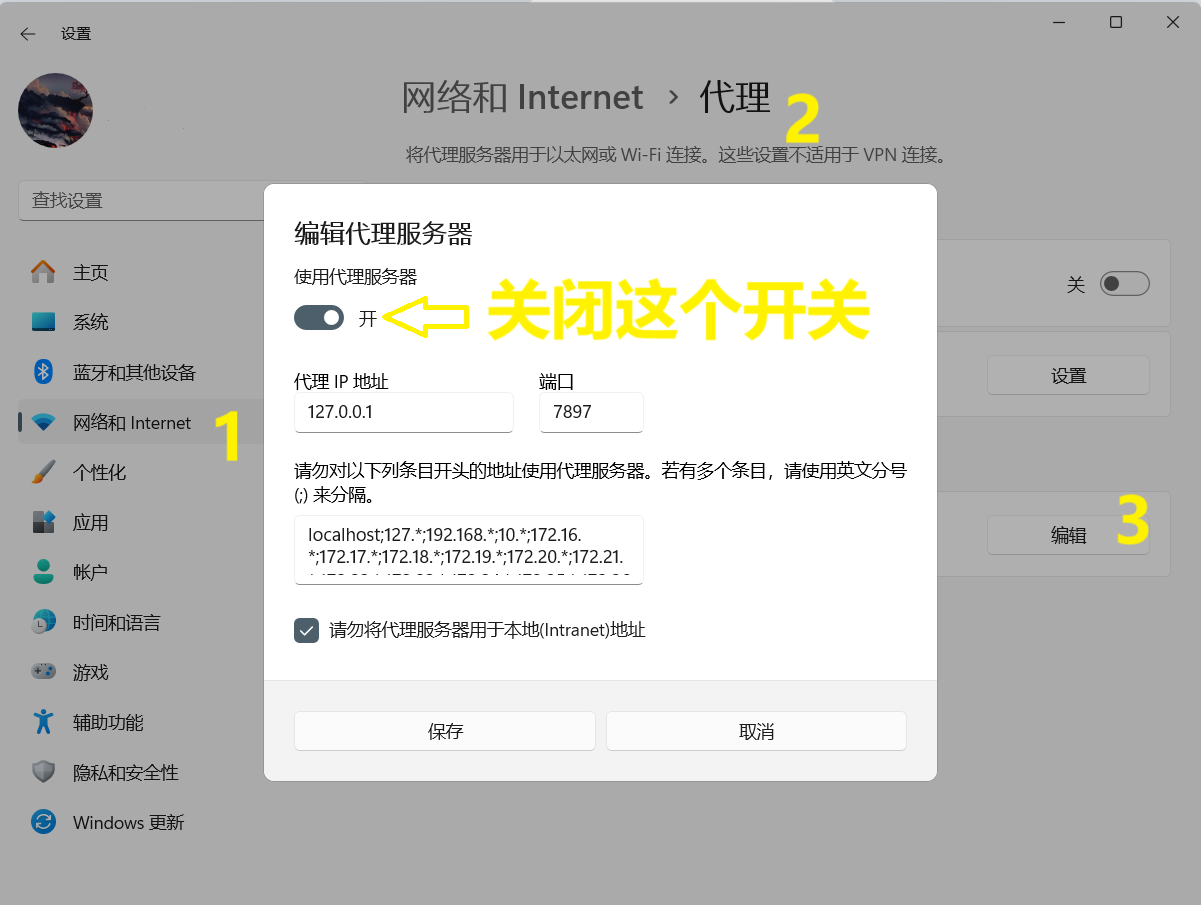 设置
网络和 Internet › 代理
2
将代理服务器用于以太网或 Wi-Fi 连接。这些设置不适用于 VPN 连接。
查找设置
主页
系统
蓝牙和其他设备
网络和 Internet
1
个性化
应用
帐户
时间和语言
游戏
辅助功能
隐私和安全性
Windows 更新
编辑代理服务器
使用代理服务器
开
关闭这个开关
代理 IP 地址
端口
127.0.0.1
7897
请勿对以下列条目开头的地址使用代理服务器。若有多个条目，请使用英文分号
(;) 来分隔。
localhost;127.*;192.168.*;10.*;172.16.
*;172.17.*;172.18.*;172.19.*;172.20.*;172.21.
请勿将代理服务器用于本地(Intranet)地址
保存
取消
关
设置
编辑
3